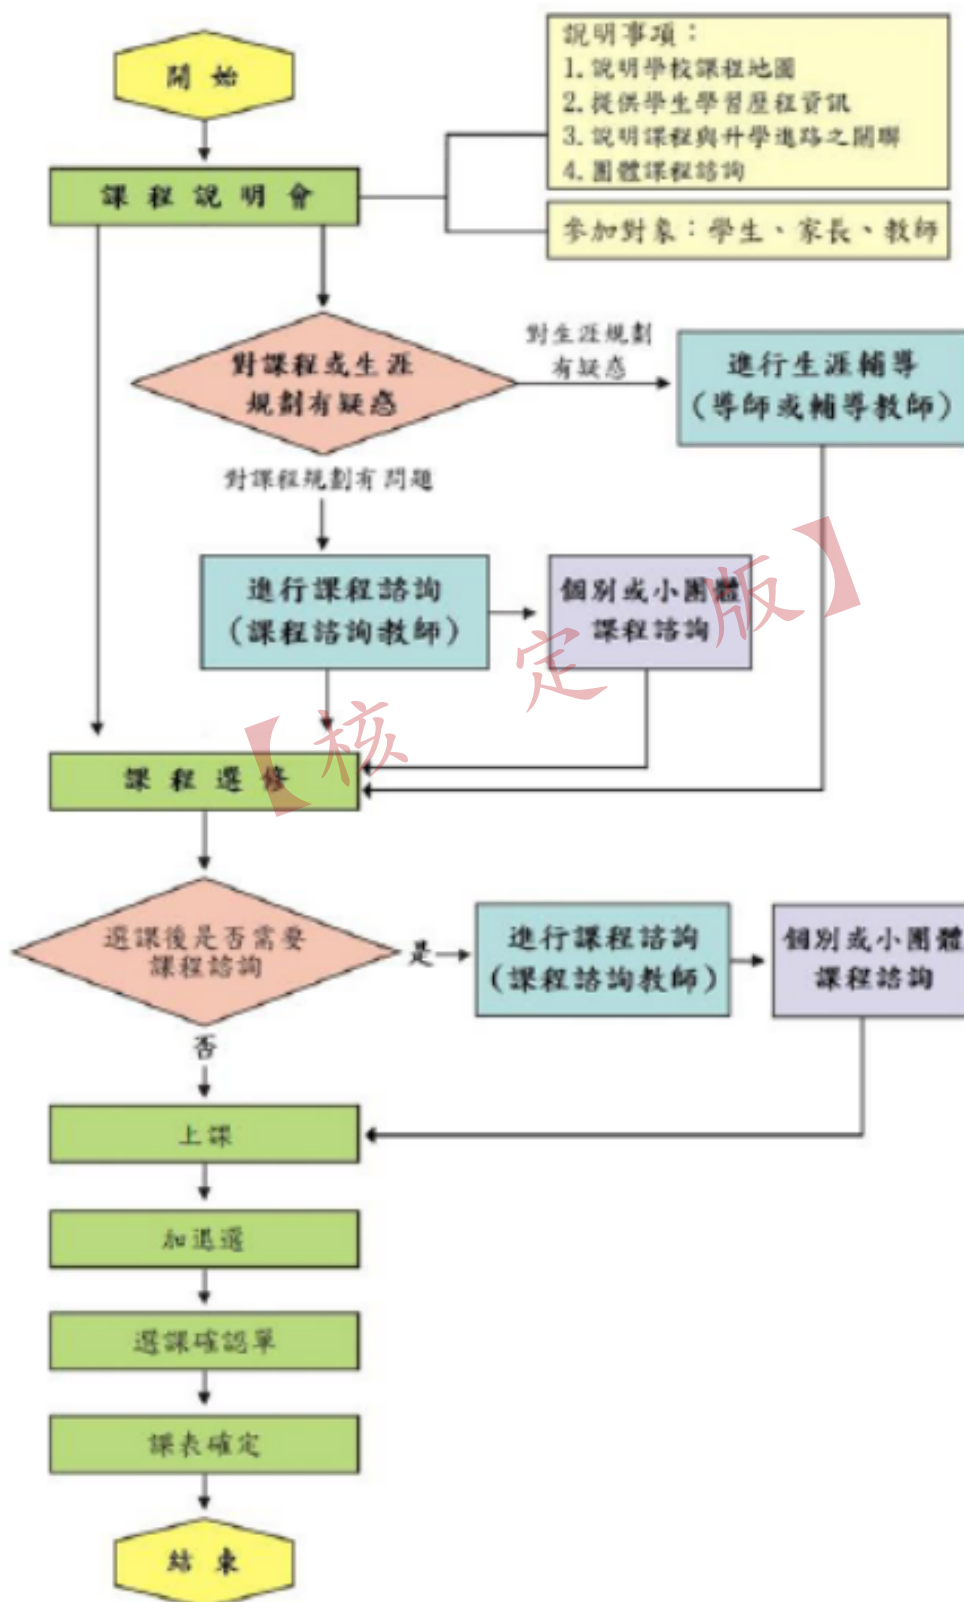 開 始
說明事項：
1. 說明學校課程地圖
2. 提供學生學習歷程資訊
3. 說明課程與升學進路之關聯
4. 團體課程諮詢
課 程 說 明 會
參加對象：學生、家長、教師
對課程或生涯
規劃有疑惑
對生涯規劃
有疑惑
進行生涯輔導
（導師或輔導教師）
對課程規劃有問題
進行課程諮詢
（課程諮詢教師）
個別或小團體
課程諮詢
【核定版】
課 程 選 修
選課後是否需要
課程諮詢
是
進行課程諮詢
（課程諮詢教師）
個別或小團體
課程諮詢
否
上課
加退選
選課確認單
課表確定
結 束